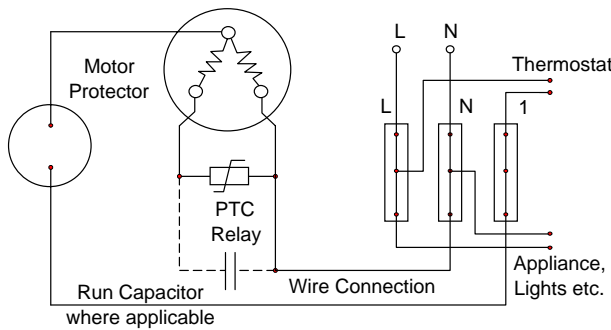 L N
Motor
Protector
Thermostat
L N 1
PTC
Relay
Run Capacitor
where applicable
Wire Connection
Appliance,
Lights etc.